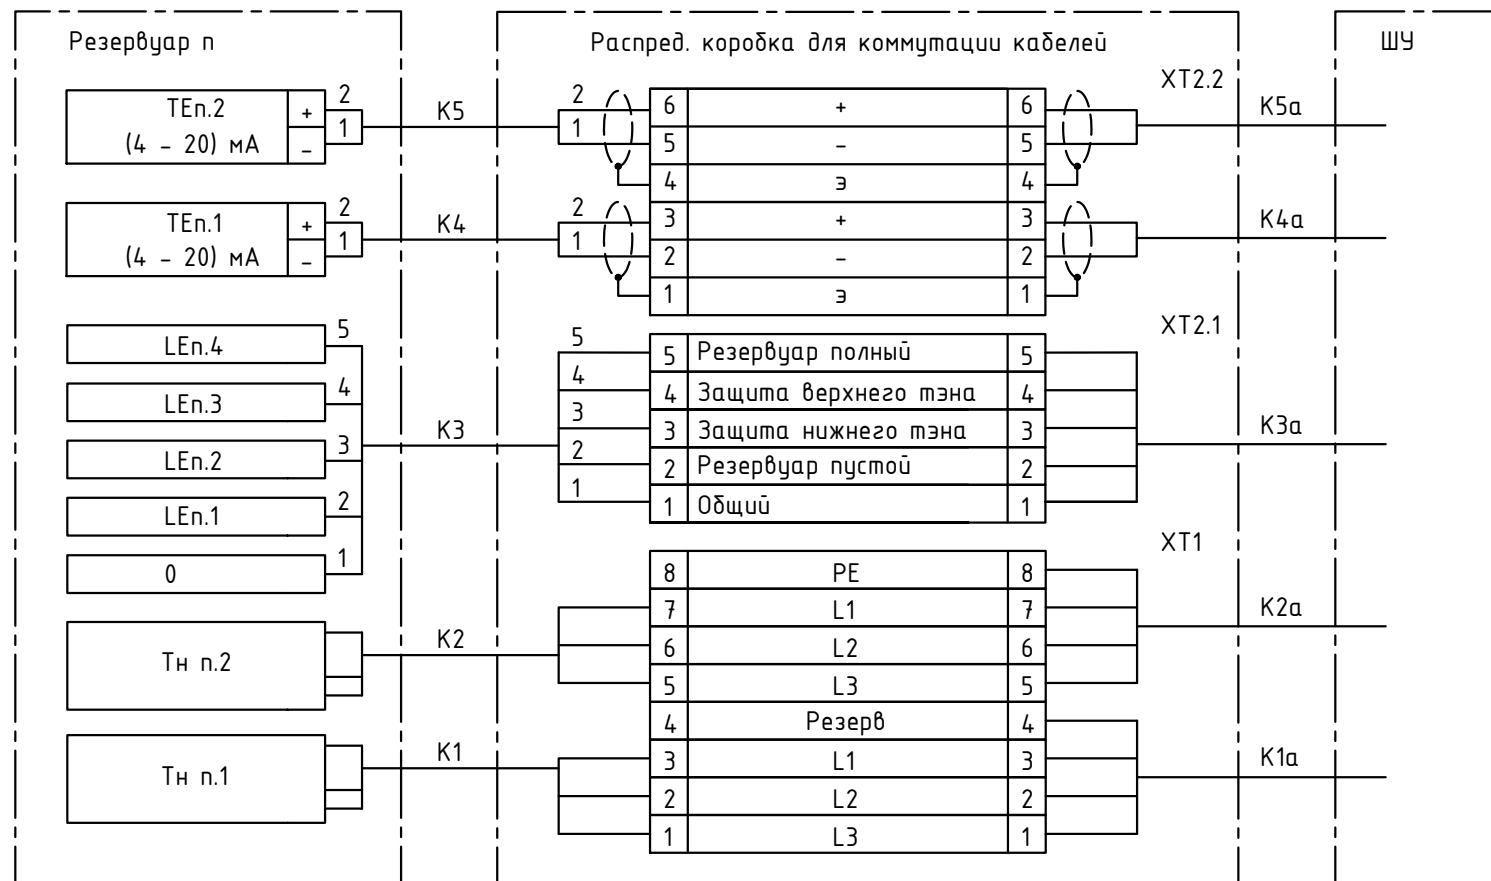 Резервуар n
Распред. коробка для коммутации кабелей
ШУ
XT2.2
TEn.2
(4 - 20) мА
+
-
2
1
K5
2
1
6 + 6
5 - 5
4 Э 4
K5a
TEn.1
(4 - 20) мА
+
-
2
1
K4
2
1
3 + 3
2 - 2
1 Э 1
K4a
XT2.1
LEn.4 5
LEn.3 4
LEn.2 3
LEn.1 2
0 1
K3
5
4
3
2
1
5 Резервуар полный 5
4 Защита верхнего тэна 4
3 Защита нижнего тэна 3
2 Резервуар пустой 2
1 Общий 1
K3a
XT1
Тн n.2
K2
8 PE 8
7 L1 7
6 L2 6
5 L3 5
K2a
Тн n.1
K1
4 Резерв 4
3 L1 3
2 L2 2
1 L3 1
K1a